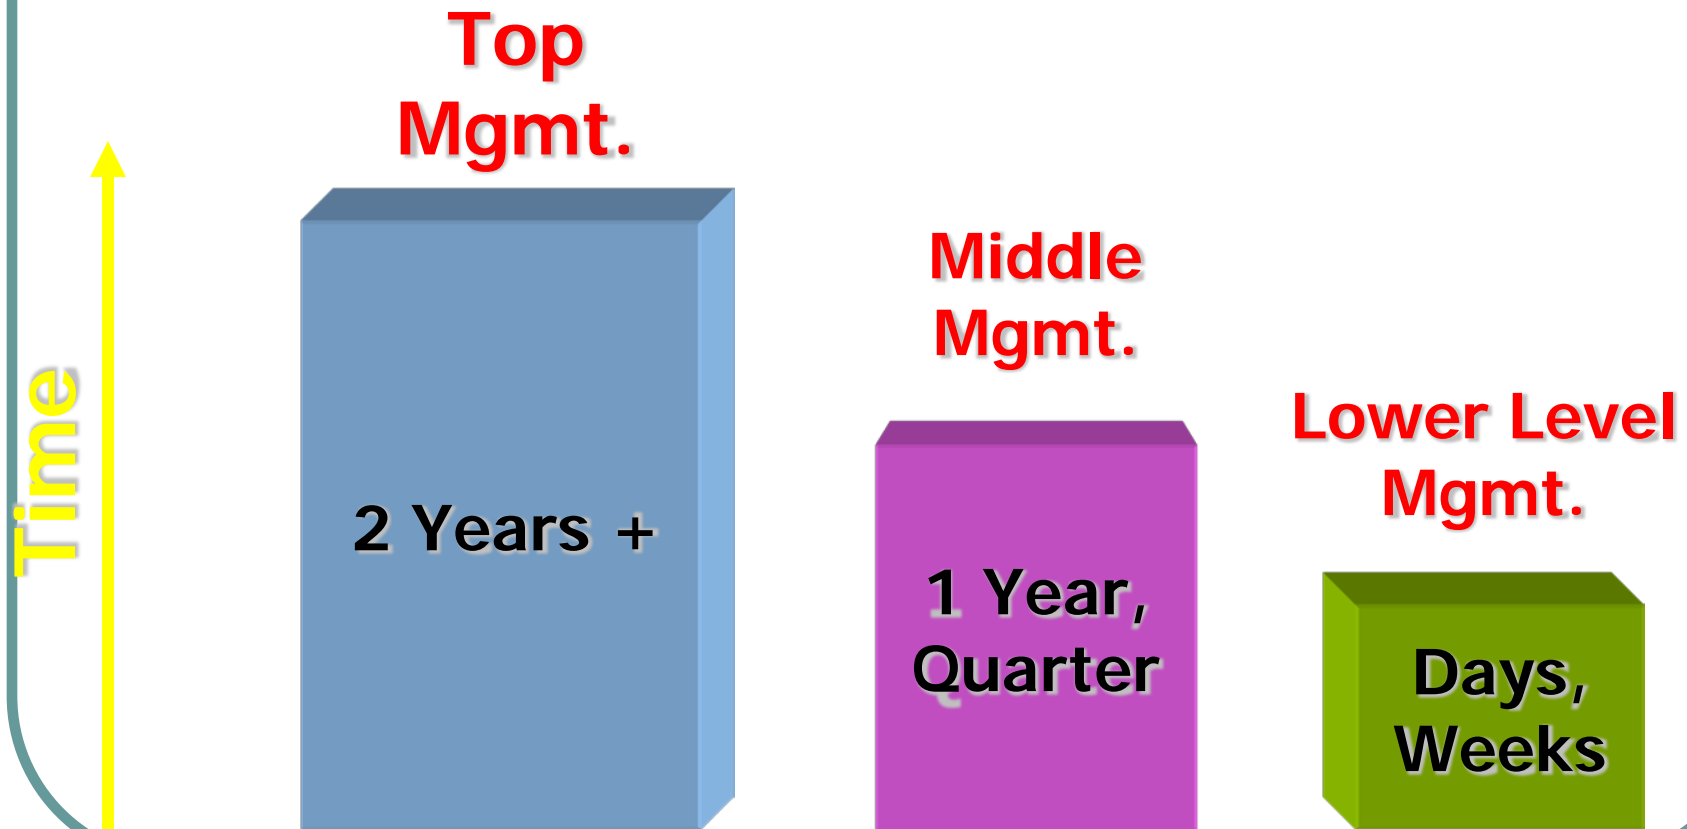 Top
Mgmt.
Middle
Mgmt.
Lower Level
Mgmt.
Time
2 Years +
1 Year,
Quarter
Days,
Weeks